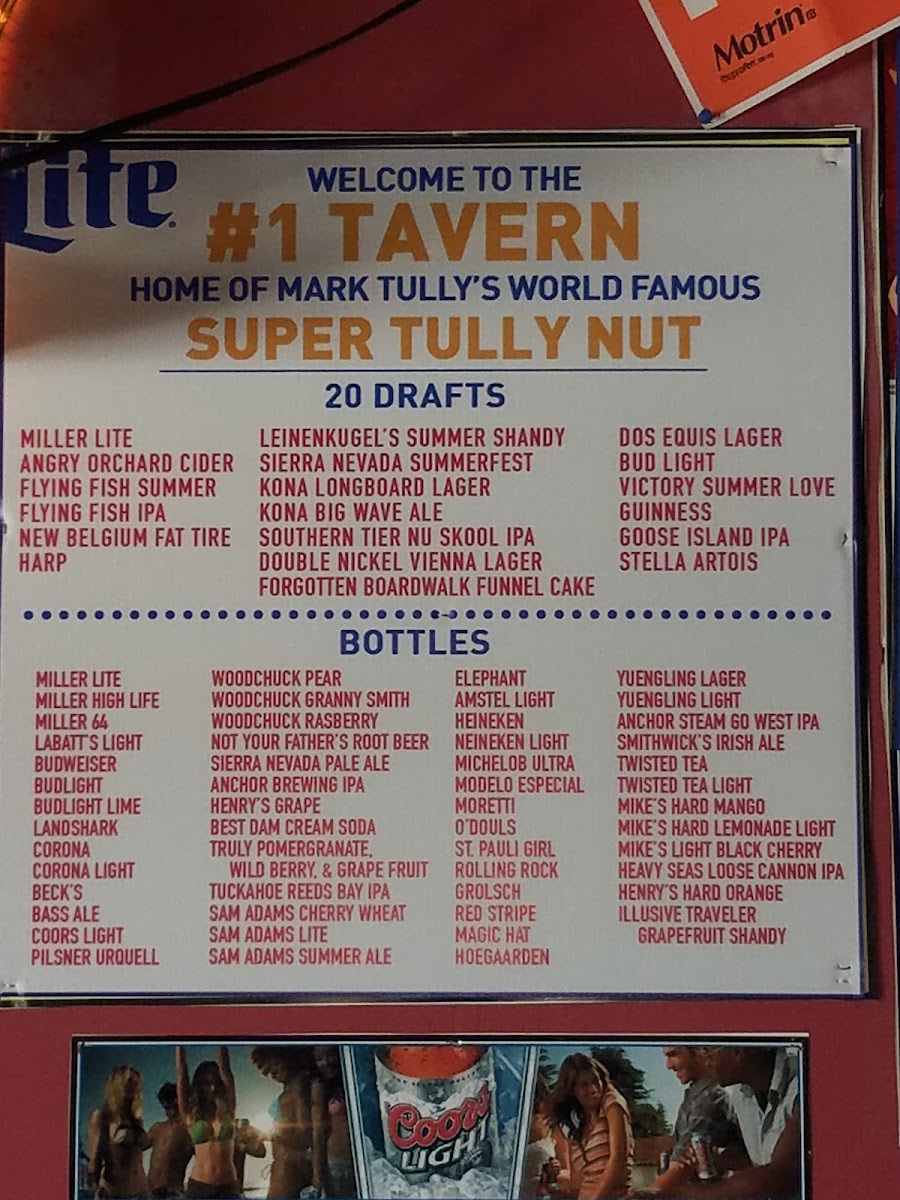 Motrin IB
Ibuprofen
Lite
WELCOME TO THE
#1 TAVERN
HOME OF MARK TULLY'S WORLD FAMOUS
SUPER TULLY NUT
20 DRAFTS
MILLER LITE
ANGRY ORCHARD CIDER
FLYING FISH SUMMER
FLYING FISH IPA
NEW BELGIUM FAT TIRE
HARP
LEINENKUGEL'S SUMMER SHANDY
SIERRA NEVADA SUMMERFEST
KONA LONGBOARD LAGER
KONA BIG WAVE ALE
SOUTHERN TIER NU SKOOL IPA
DOUBLE NICKEL VIENNA LAGER
FORGOTTEN BOARDWALK FUNNEL CAKE
DOS EQUIS LAGER
BUD LIGHT
VICTORY SUMMER LOVE
GUINNESS
GOOSE ISLAND IPA
STELLA ARTOIS
BOTTLES
MILLER LITE
MILLER HIGH LIFE
MILLER 64
LABATT'S LIGHT
BUDWEISER
BUDLIGHT
BUDLIGHT LIME
LANDSHARK
CORONA
CORONA LIGHT
BECK'S
BASS ALE
COORS LIGHT
PILSNER URQUELL
WOODCHUCK PEAR
WOODCHUCK GRANNY SMITH
WOODCHUCK RASBERRY
NOT YOUR FATHER'S ROOT BEER
SIERRA NEVADA PALE ALE
ANCHOR BREWING IPA
HENRY'S GRAPE
BEST DAM CREAM SODA
TRULY POMERGRANATE,
WILD BERRY, & GRAPE FRUIT
TUCKAHOE REEDS BAY IPA
SAM ADAMS CHERRY WHEAT
SAM ADAMS LITE
SAM ADAMS SUMMER ALE
ELEPHANT
AMSTEL LIGHT
HEINEKEN
NEINEKEN LIGHT
MICHELOB ULTRA
MODELO ESPECIAL
MORETTI
O'DOULS
ST. PAULI GIRL
ROLLING ROCK
GROLSCH
RED STRIPE
MAGIC HAT
HOEGAARDEN
YUENGLING LAGER
YUENGLING LIGHT
ANCHOR STEAM GO WEST IPA
SMITHWICK'S IRISH ALE
TWISTED TEA
TWISTED TEA LIGHT
MIKE'S HARD MANGO
MIKE'S HARD LEMONADE LIGHT
MIKE'S LIGHT BLACK CHERRY
HEAVY SEAS LOOSE CANNON IPA
HENRY'S HARD ORANGE
ILLUSIVE TRAVELER
GRAPEFRUIT SHANDY
Coors
LIGHT